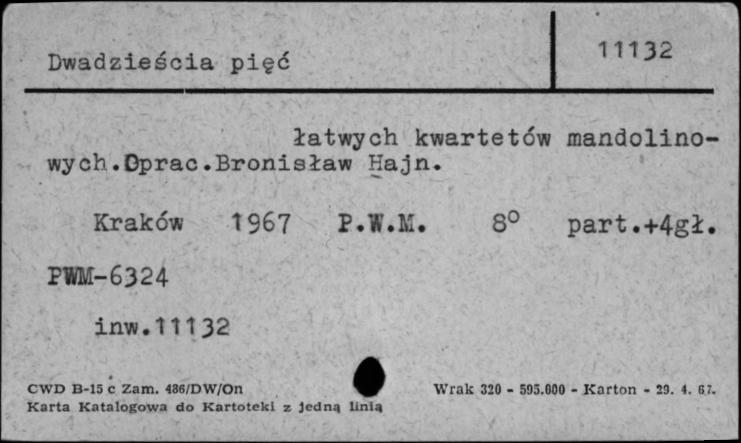 Dwadzieścia pięć
11132
łatwych kwartetów mandolino-
wych.Oprac.Bronisław Hajn.
Kraków 1967 P.W.M. 8° part.+4gł.
PWM-6324
inw.11132
CWD B-15 c Zam. 486/DW/On Wrak 320 - 595.000 - Karton - 29. 4. 67.
Karta Katalogowa do Kartoteki z jedną linią